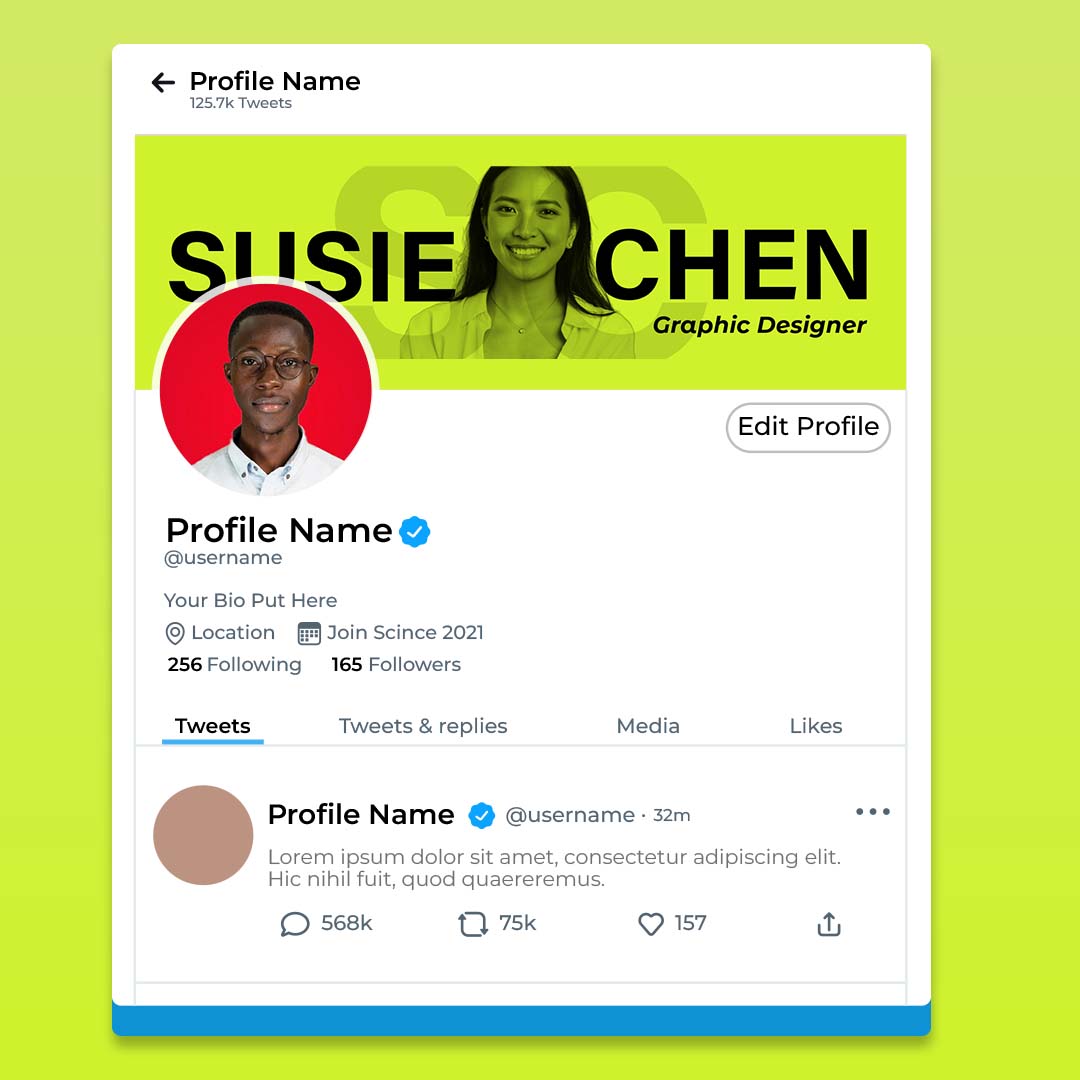 Profile Name
125.7k Tweets
SC
SUSIE CHEN
Graphic Designer
Edit Profile
Profile Name
@username
Your Bio Put Here
Location Join Scince 2021
256 Following 165 Followers
Tweets Tweets & replies Media Likes
Profile Name @username · 32m
Lorem ipsum dolor sit amet, consectetur adipiscing elit.
Hic nihil fuit, quod quaereremus.
568k 75k 157